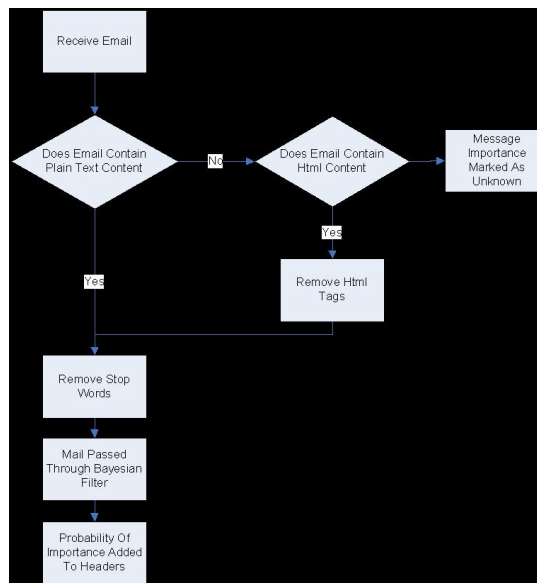 Receive Email
Does Email Contain
Plain Text Content
No
Does Email Contain
Html Content
Message
Importance
Marked As
Unknown
Yes
Remove Html
Tags
Yes
Remove Stop
Words
Mail Passed
Through Bayesian
Filter
Probability Of
Importance Added
To Headers